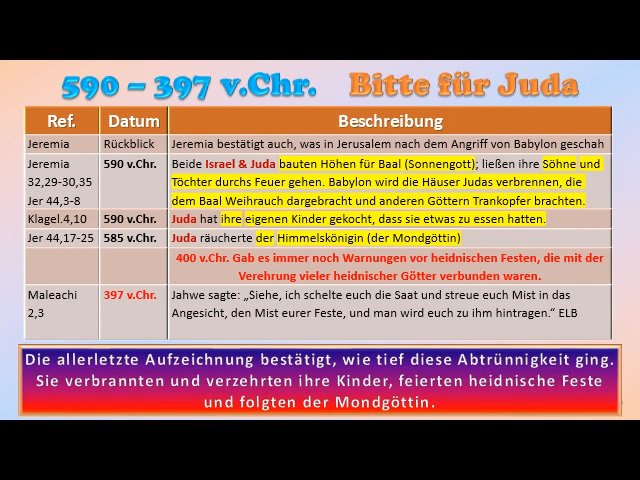 590 – 397 v.Chr. Bitte für Juda
Ref. Datum Beschreibung
Jeremia Rückblick Jeremia bestätigt auch, was in Jerusalem nach dem Angriff von Babylon geschah
Jeremia 590 v.Chr. Beide Israel & Juda bauten Höhen für Baal (Sonnengott); ließen ihre Söhne und
32,29-30,35 Töchter durchs Feuer gehen. Babylon wird die Häuser Judas verbrennen, die
Jer 44,3-8 dem Baal Weihrauch dargebracht und anderen Göttern Trankopfer brachten.
Klagel.4,10 590 v.Chr. Juda hat ihre eigenen Kinder gekocht, dass sie etwas zu essen hatten.
Jer 44,17-25 585 v.Chr. Juda räucherte der Himmelskönigin (der Mondgöttin)
400 v.Chr. Gab es immer noch Warnungen vor heidnischen Festen, die mit der
Verehrung vieler heidnischer Götter verbunden waren.
Maleachi 397 v.Chr. Jahwe sagte: „Siehe, ich schelte euch die Saat und streue euch Mist in das
2,3 Angesicht, den Mist eurer Feste, und man wird euch zu ihm hintragen.“ ELB
Die allerletzte Aufzeichnung bestätigt, wie tief diese Abtrünnigkeit ging.
Sie verbrannten und verzehrten ihre Kinder, feierten heidnische Feste
und folgten der Mondgöttin.